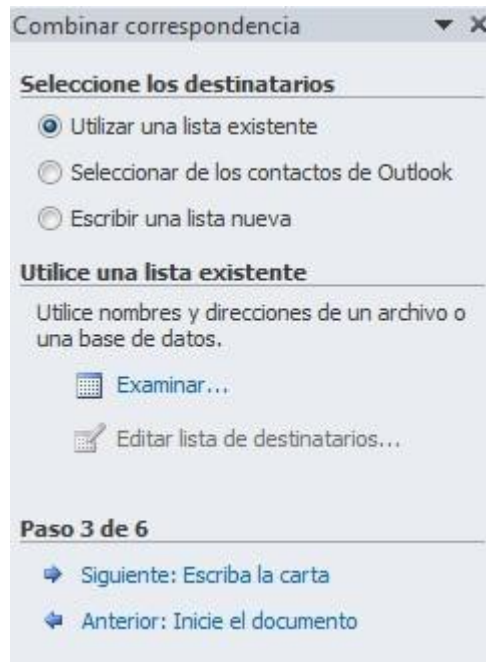 Combinar correspondencia
Seleccione los destinatarios
Utilizar una lista existente
Seleccionar de los contactos de Outlook
Escribir una lista nueva
Utilice una lista existente
Utilice nombres y direcciones de un archivo o
una base de datos.
Examinar...
Editar lista de destinatarios...
Paso 3 de 6
Siguiente: Escriba la carta
Anterior: Inicie el documento